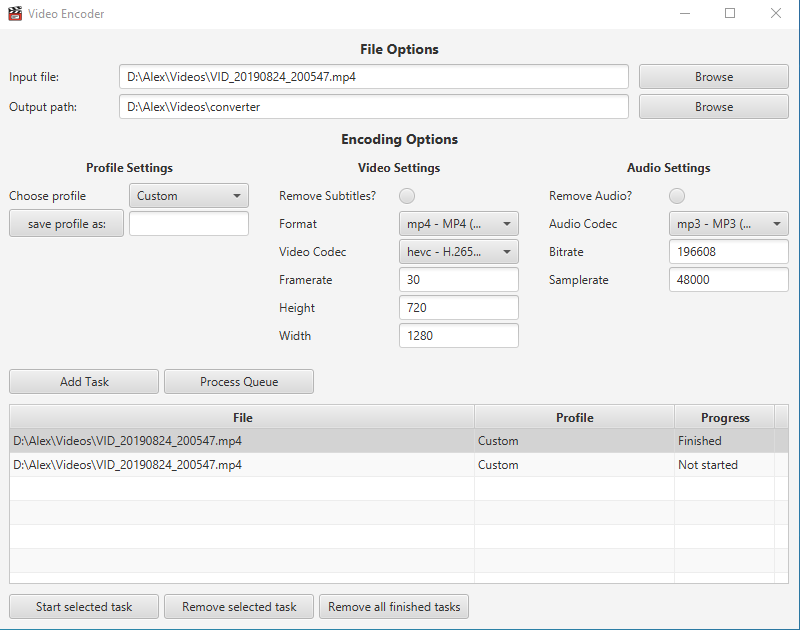 Video Encoder
File Options
Input file: D:\Alex\Videos\VID_20190824_200547.mp4 Browse
Output path: D:\Alex\Videos\converter Browse
Encoding Options
Profile Settings Video Settings Audio Settings
Choose profile Custom Remove Subtitles? Remove Audio?
save profile as: Format mp4 - MP4 (... Audio Codec mp3 - MP3 (...
Video Codec hevc - H.265... Bitrate 196608
Framerate 30 Samplerate 48000
Height 720
Width 1280
Add Task Process Queue
File Profile Progress
D:\Alex\Videos\VID_20190824_200547.mp4 Custom Finished
D:\Alex\Videos\VID_20190824_200547.mp4 Custom Not started
Start selected task Remove selected task Remove all finished tasks